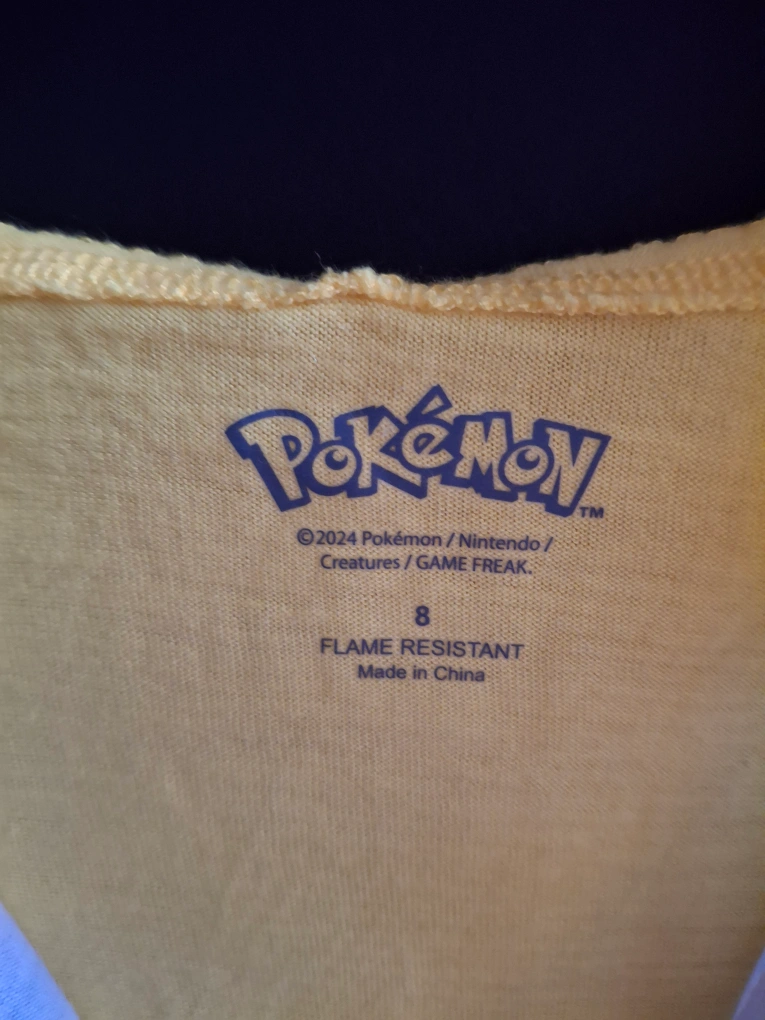 POKéMON™
©2024 Pokémon / Nintendo /
Creatures / GAME FREAK.
8
FLAME RESISTANT
Made in China